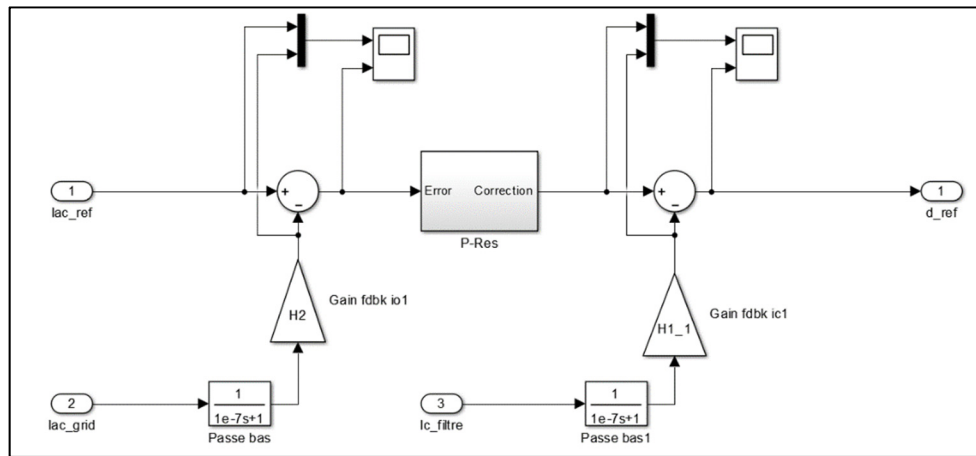 +
−
+
−
1
Iac_ref
Error
Correction
P-Res
1
d_ref
H2
Gain fdbk io1
H1_1
Gain fdbk ic1
2
Iac_grid
1
1e-7s+1
Passe bas
3
Ic_filtre
1
1e-7s+1
Passe bas1